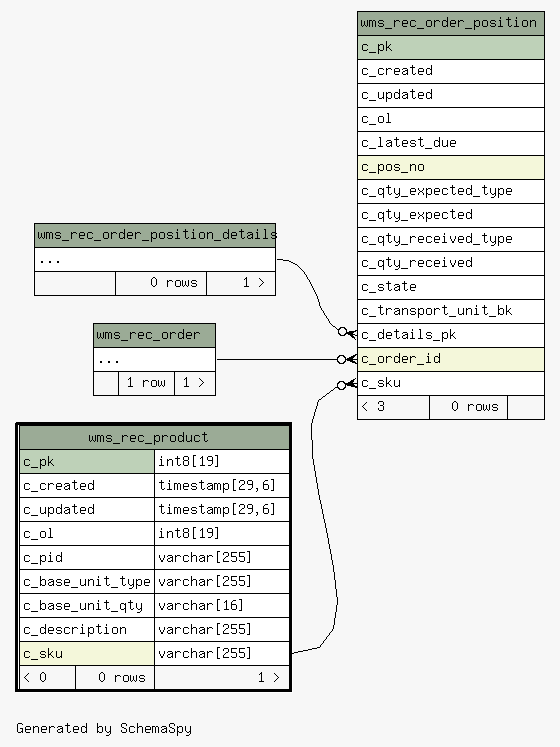 wms_rec_order_position
c_pk
c_created
c_updated
c_ol
c_latest_due
c_pos_no
c_qty_expected_type
c_qty_expected
c_qty_received_type
c_qty_received
c_state
c_transport_unit_bk
c_details_pk
c_order_id
c_sku
< 3 0 rows
wms_rec_order_position_details
...
0 rows 1 >
wms_rec_order
...
1 row 1 >
wms_rec_product
c_pk int8[19]
c_created timestamp[29,6]
c_updated timestamp[29,6]
c_ol int8[19]
c_pid varchar[255]
c_base_unit_type varchar[255]
c_base_unit_qty varchar[16]
c_description varchar[255]
c_sku varchar[255]
< 0 0 rows 1 >
Generated by SchemaSpy